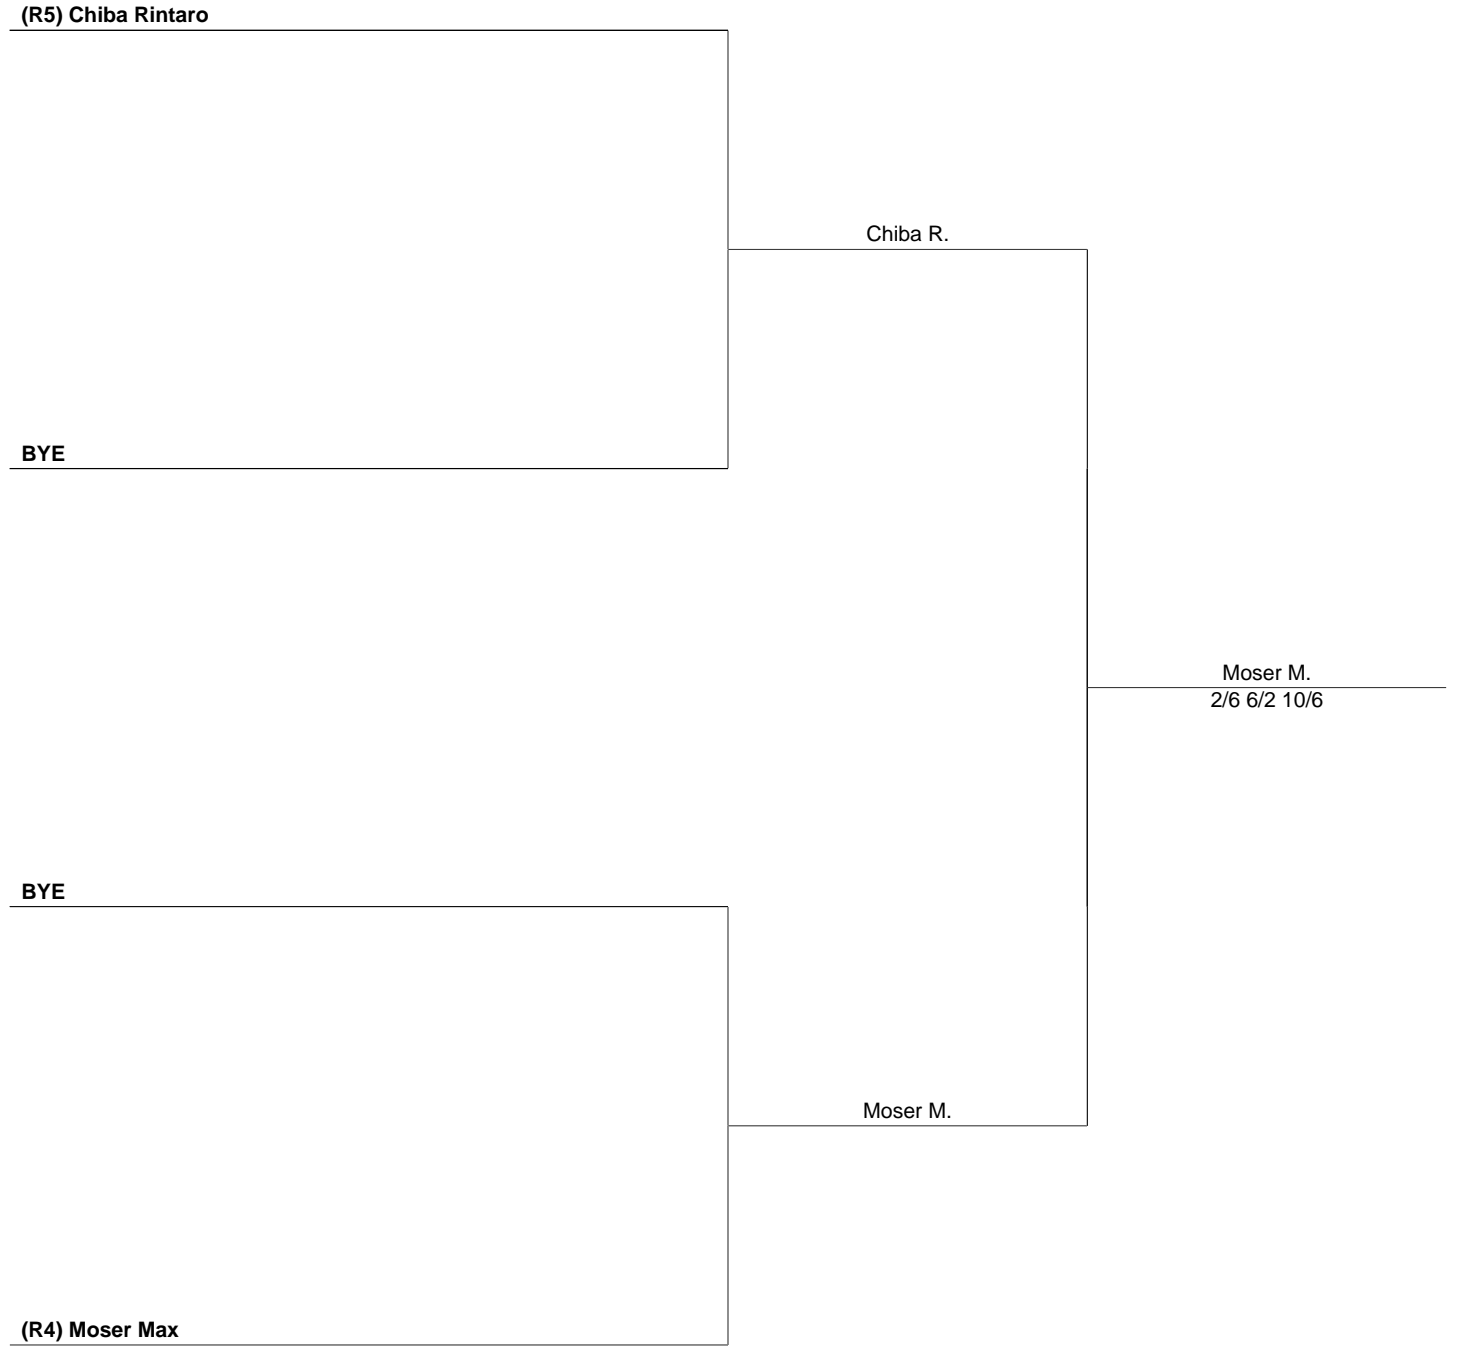 (R5) Chiba Rintaro
Chiba R.
BYE
Moser M.
2/6 6/2 10/6
BYE
Moser M.
(R4) Moser Max